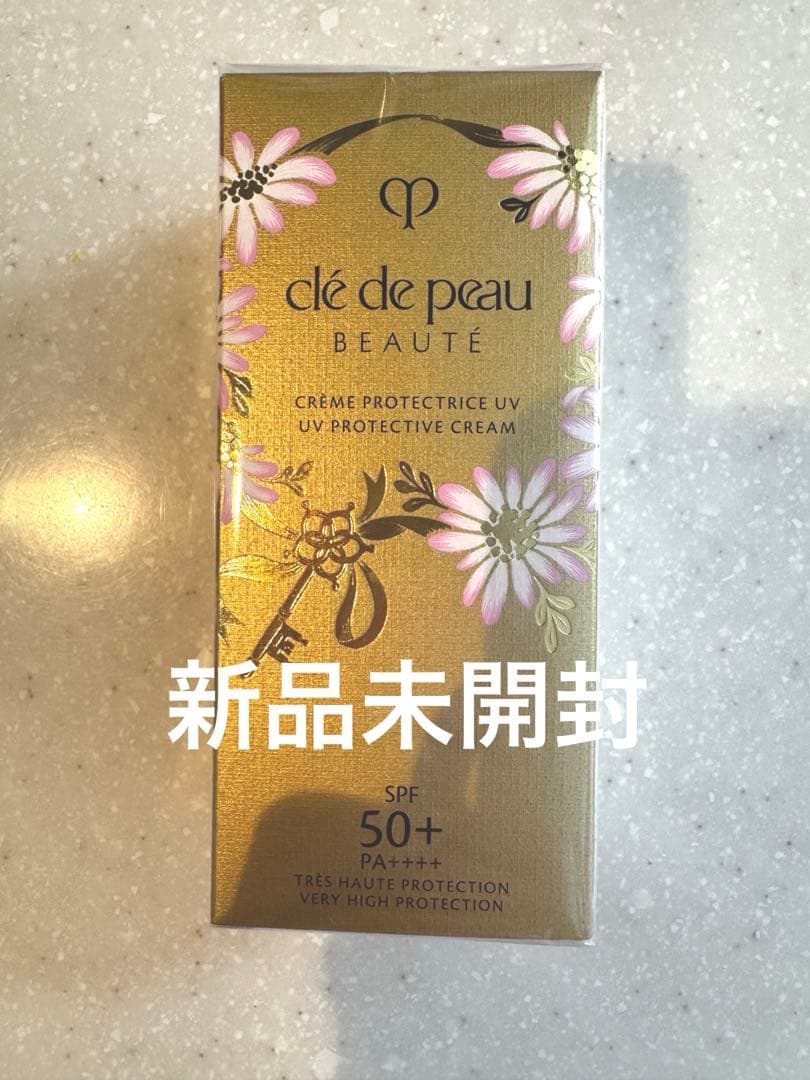 clé de peau
BEAUTÉ
CRÈME PROTECTRICE UV
UV PROTECTIVE CREAM
新品未開封
SPF
50+
PA++++
TRÈS HAUTE PROTECTION
VERY HIGH PROTECTION